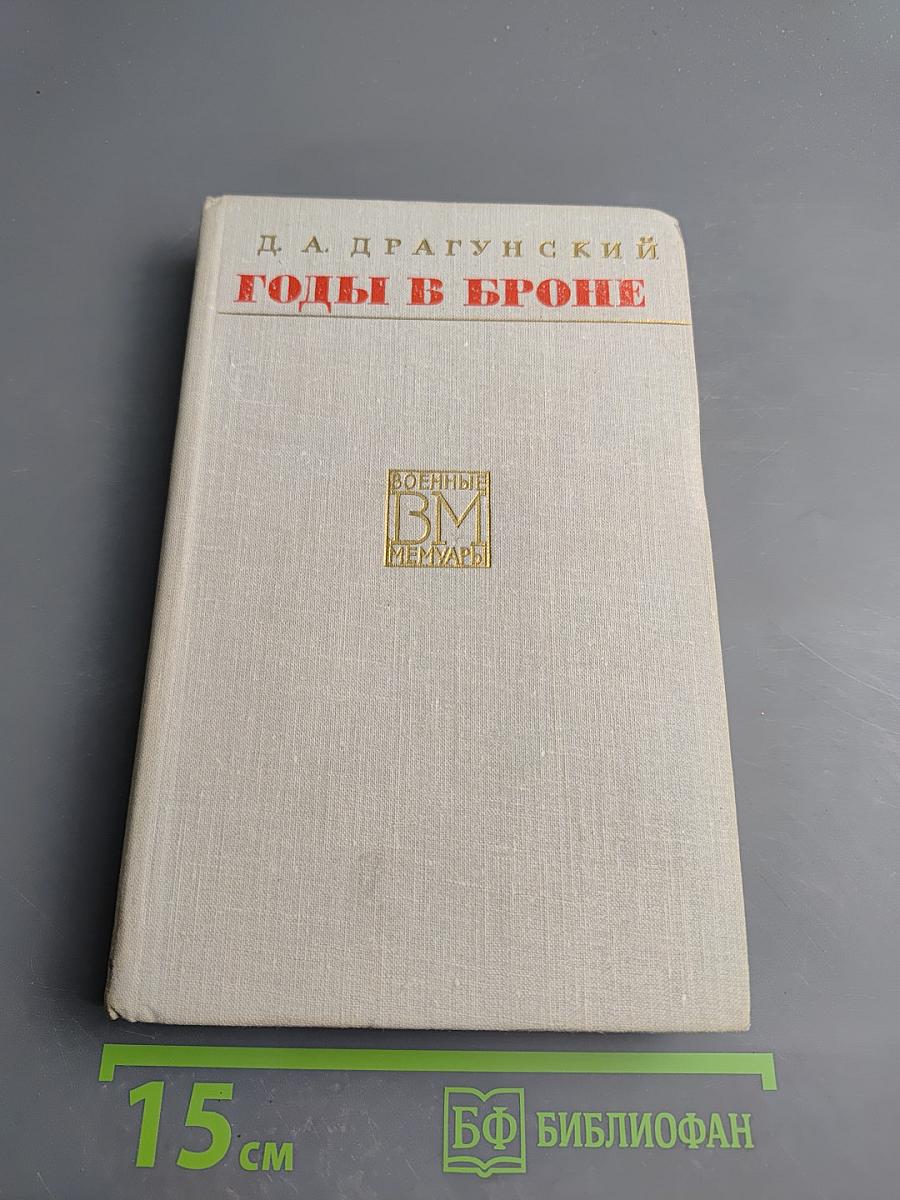 Д. А. ДРАГУНСКИЙ
ГОДЫ В БРОНЕ
ВОЕННЫЕ
ВМ
МЕМУАРЫ
15 см
БФ БИБЛИОФАН